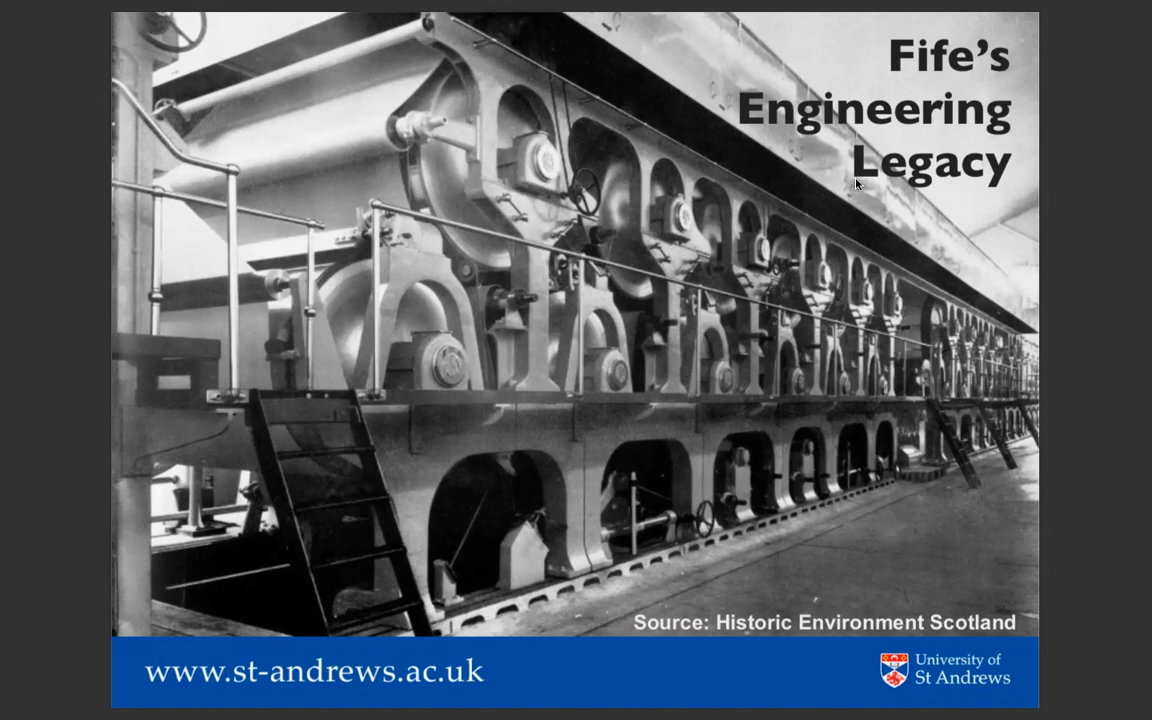 Fife’s
Engineering
Legacy
Source: Historic Environment Scotland
www.st-andrews.ac.uk
University of
St Andrews